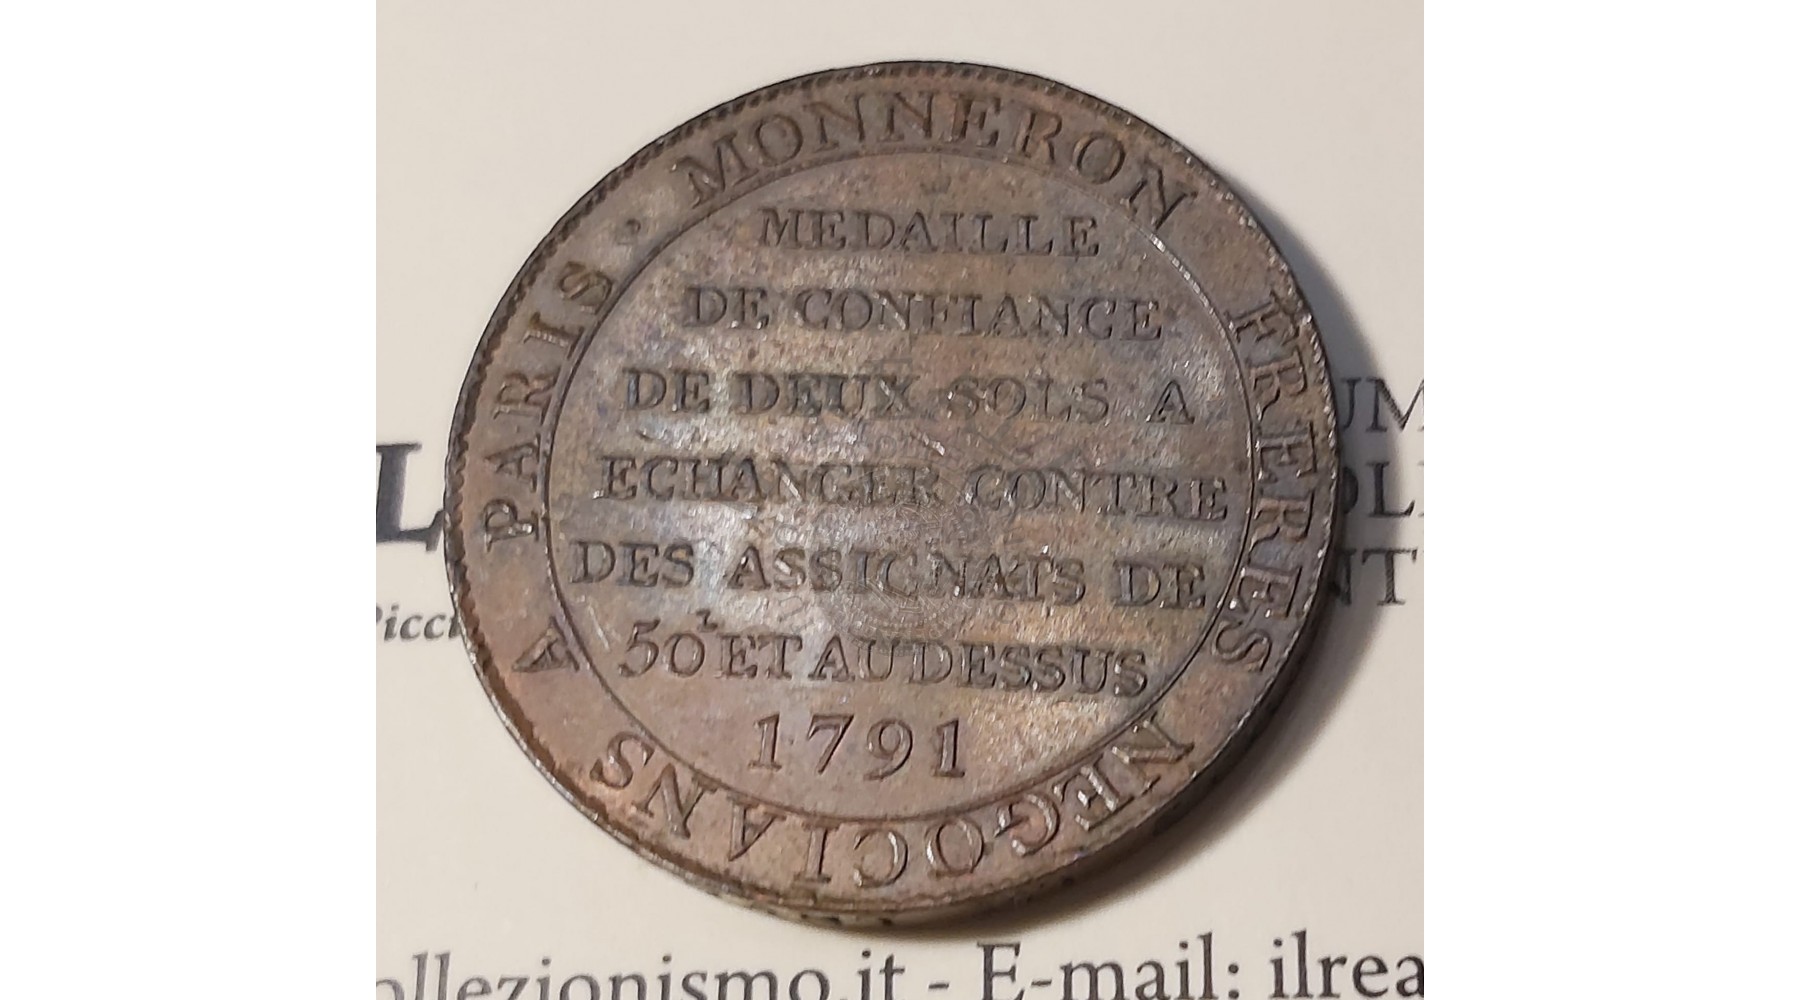 MONNERON FRERES NEGOCIANS A PARIS .
MEDAILLE
DE CONFIANCE
DE DEUX SOLS A
ECHANGER CONTRE
DES ASSIGNATS DE
50 L ET AU DESSUS
1791
ollezionismo.it - E-mail: ilrea